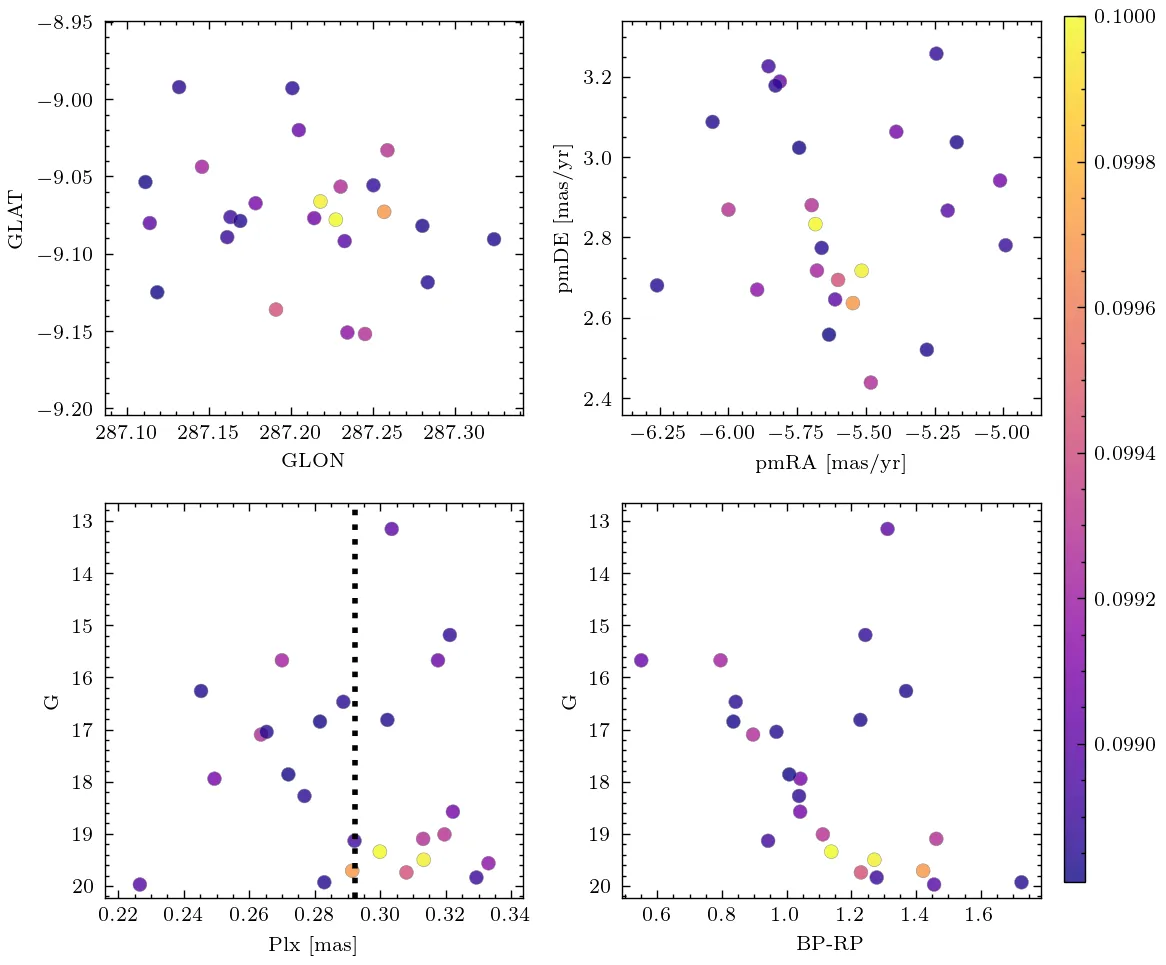 −8.95
−9.00
−9.05
−9.10
−9.15
−9.20
GLAT
287.10 287.15 287.20 287.25 287.30
GLON
3.2
3.0
2.8
2.6
2.4
pmDE [mas/yr]
−6.25 −6.00 −5.75 −5.50 −5.25 −5.00
pmRA [mas/yr]
0.1000
0.0998
0.0996
0.0994
0.0992
0.0990
13
14
15
16
17
18
19
20
G
0.22 0.24 0.26 0.28 0.30 0.32 0.34
Plx [mas]
13
14
15
16
17
18
19
20
G
0.6 0.8 1.0 1.2 1.4 1.6
BP-RP